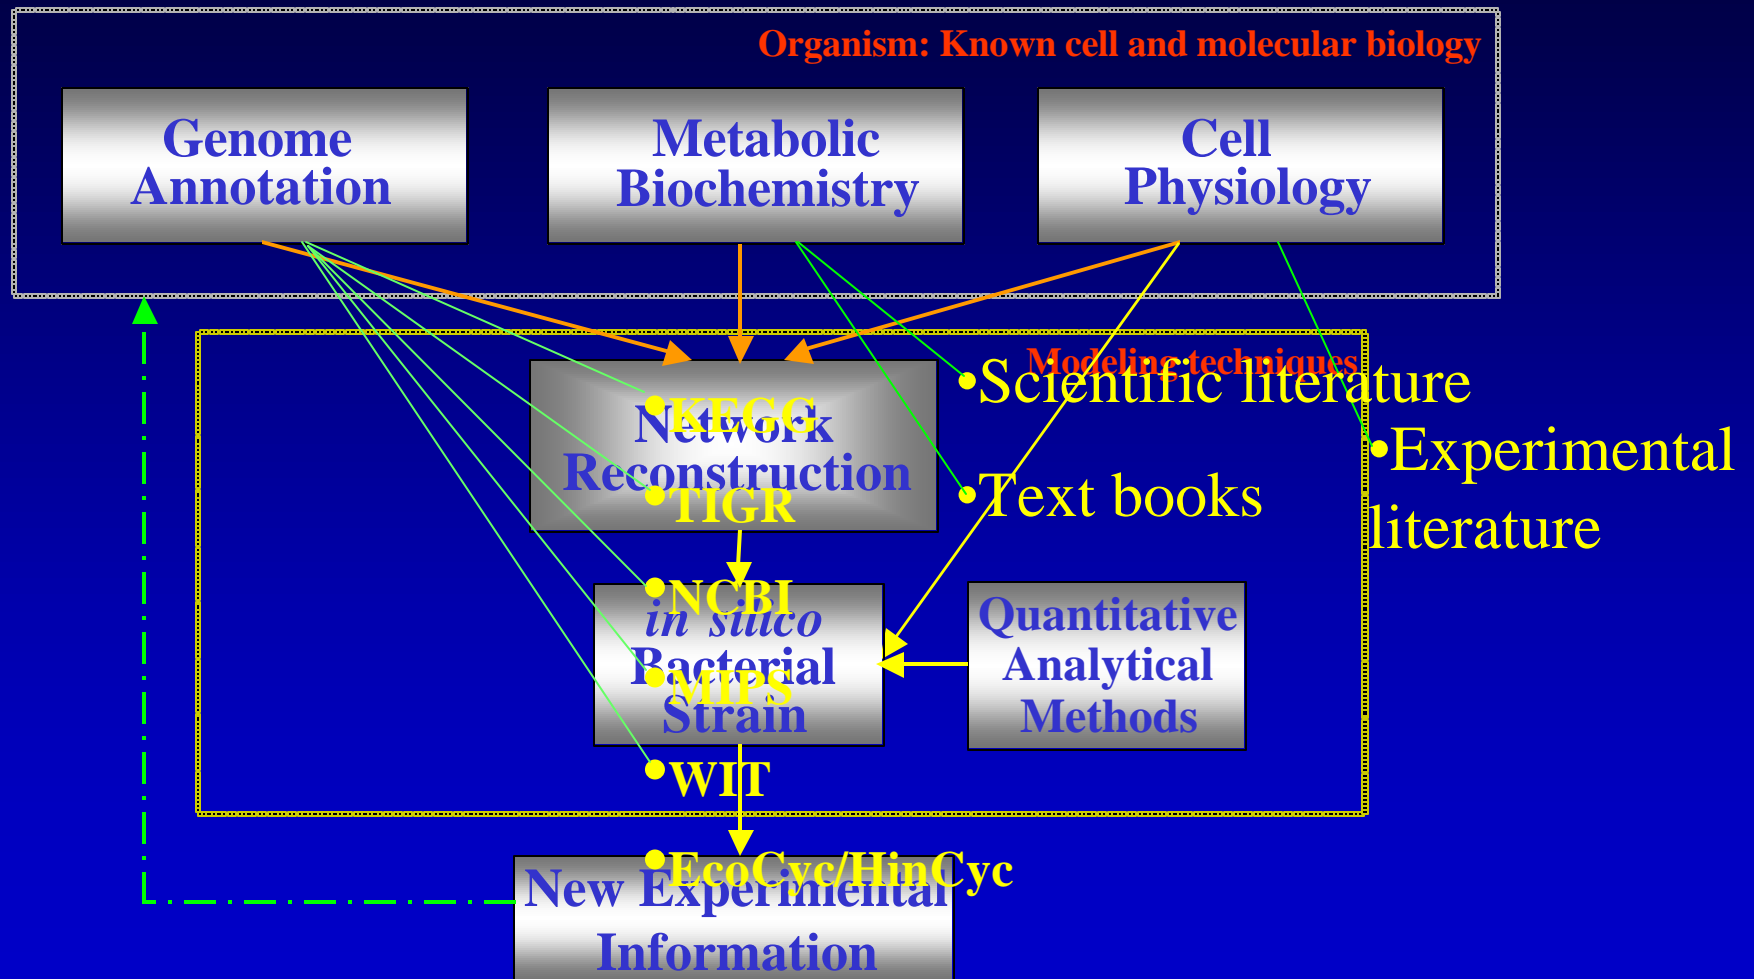 Organism: Known cell and molecular biology
Genome
Annotation
Metabolic
Biochemistry
Cell
Physiology
Modeling techniques
•Scientific literature
•Text books
•Experimental
literature
Network
Reconstruction
•KEGG
•TIGR
•NCBI
•MIPS
•WIT
•EcoCyc/HinCyc
in silico
Bacterial
Strain
Quantitative
Analytical
Methods
New Experimental
Information